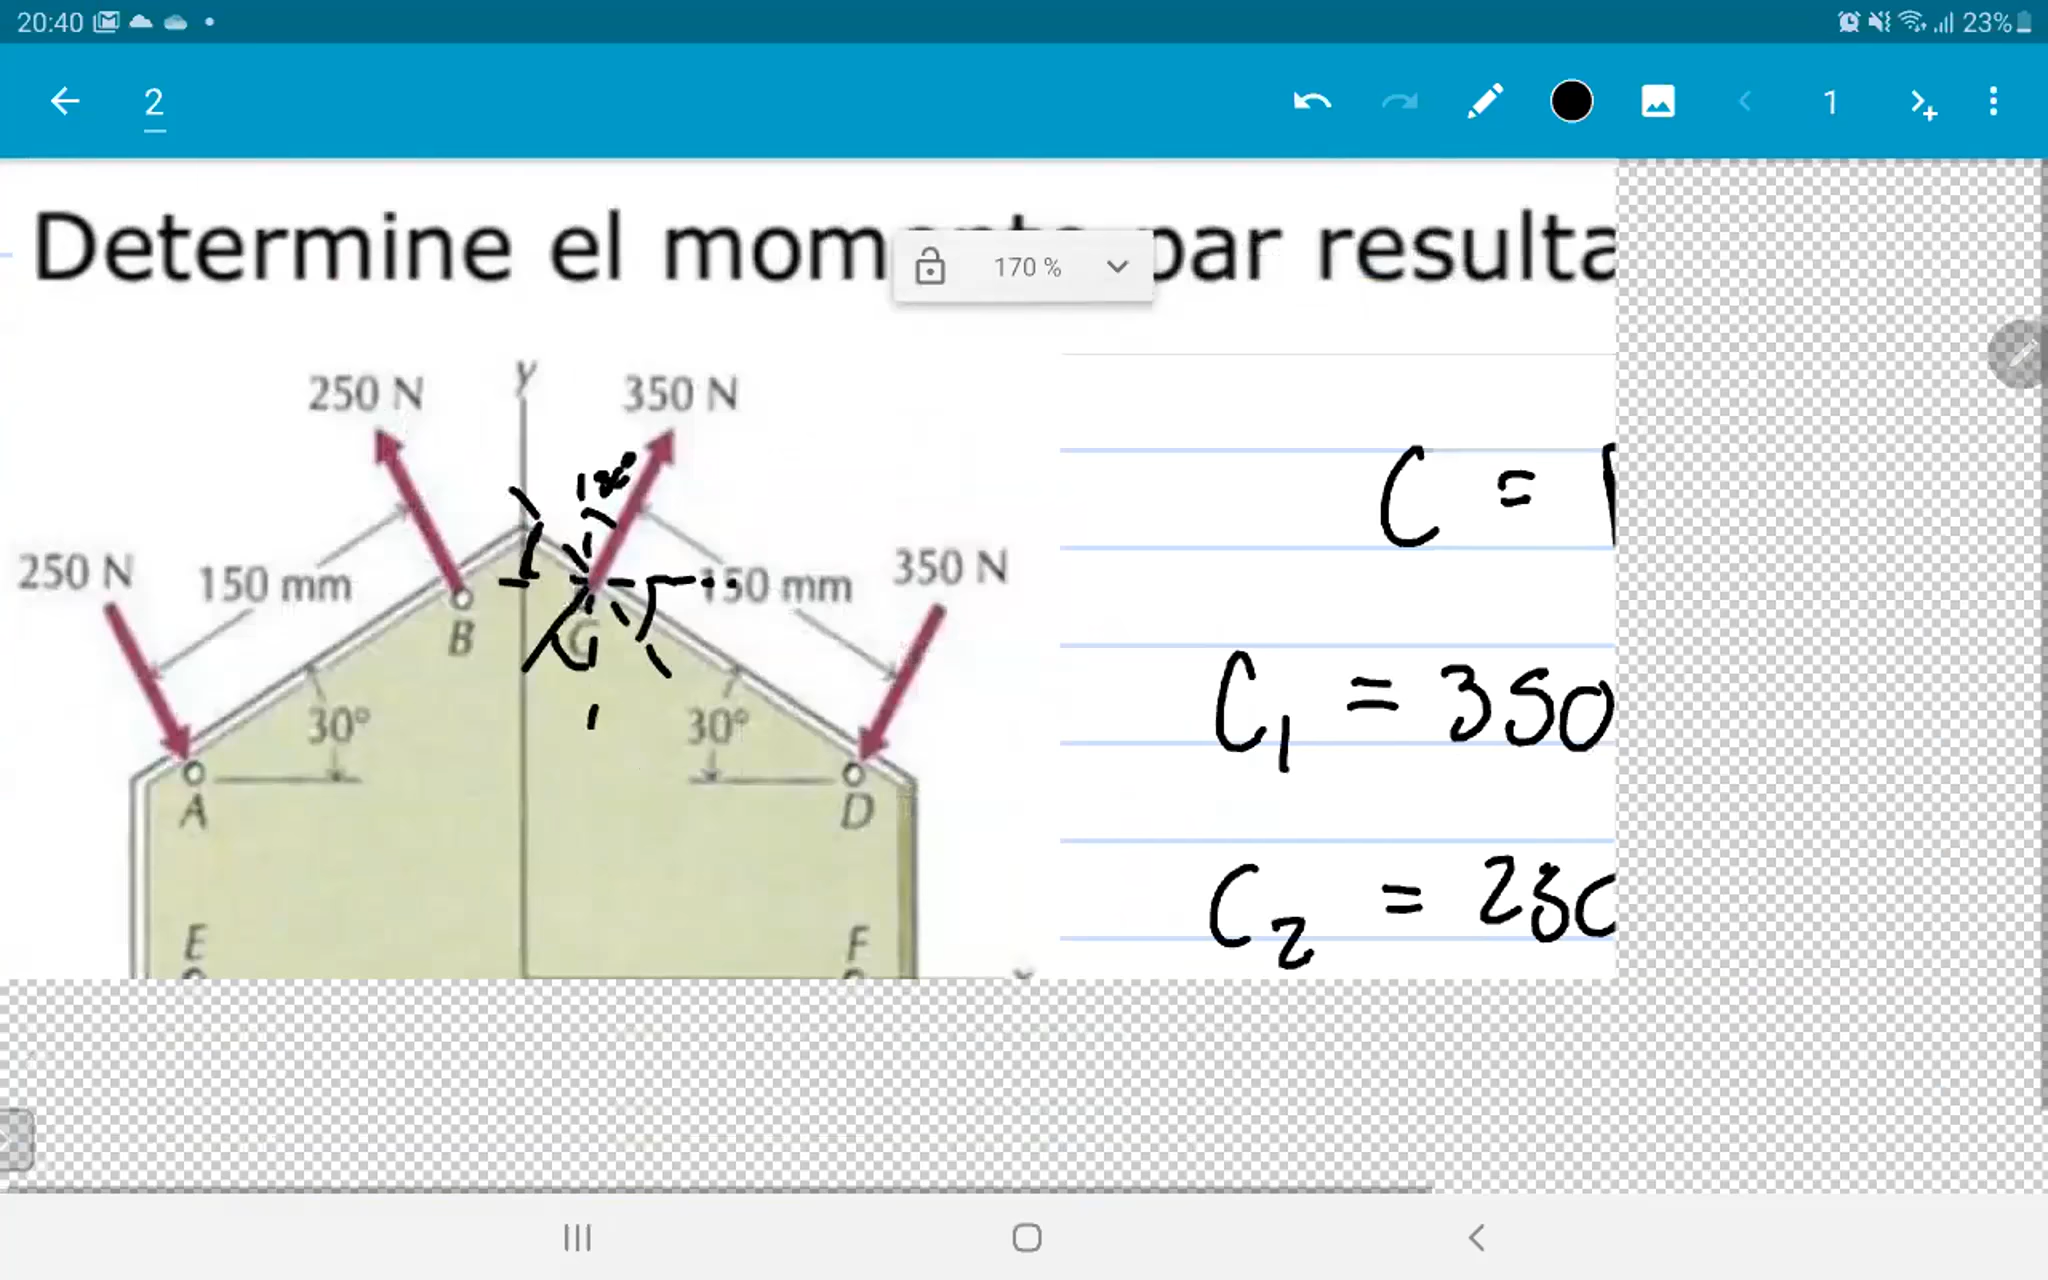 20:40 23%
2 170 % 1
Determine el momento par resulta
250 N y 350 N
250 N 150 mm 150 mm 350 N
B C
30° 30°
A D
E F
x
C =
C1 = 350
C2 = 250